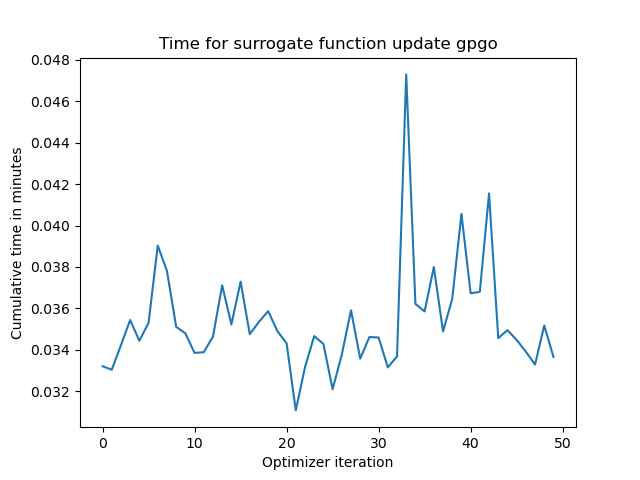 Time for surrogate function update gpgo
0.048
0.046
0.044
0.042
0.040
0.038
0.036
0.034
0.032
Cumulative time in minutes
0 10 20 30 40 50
Optimizer iteration